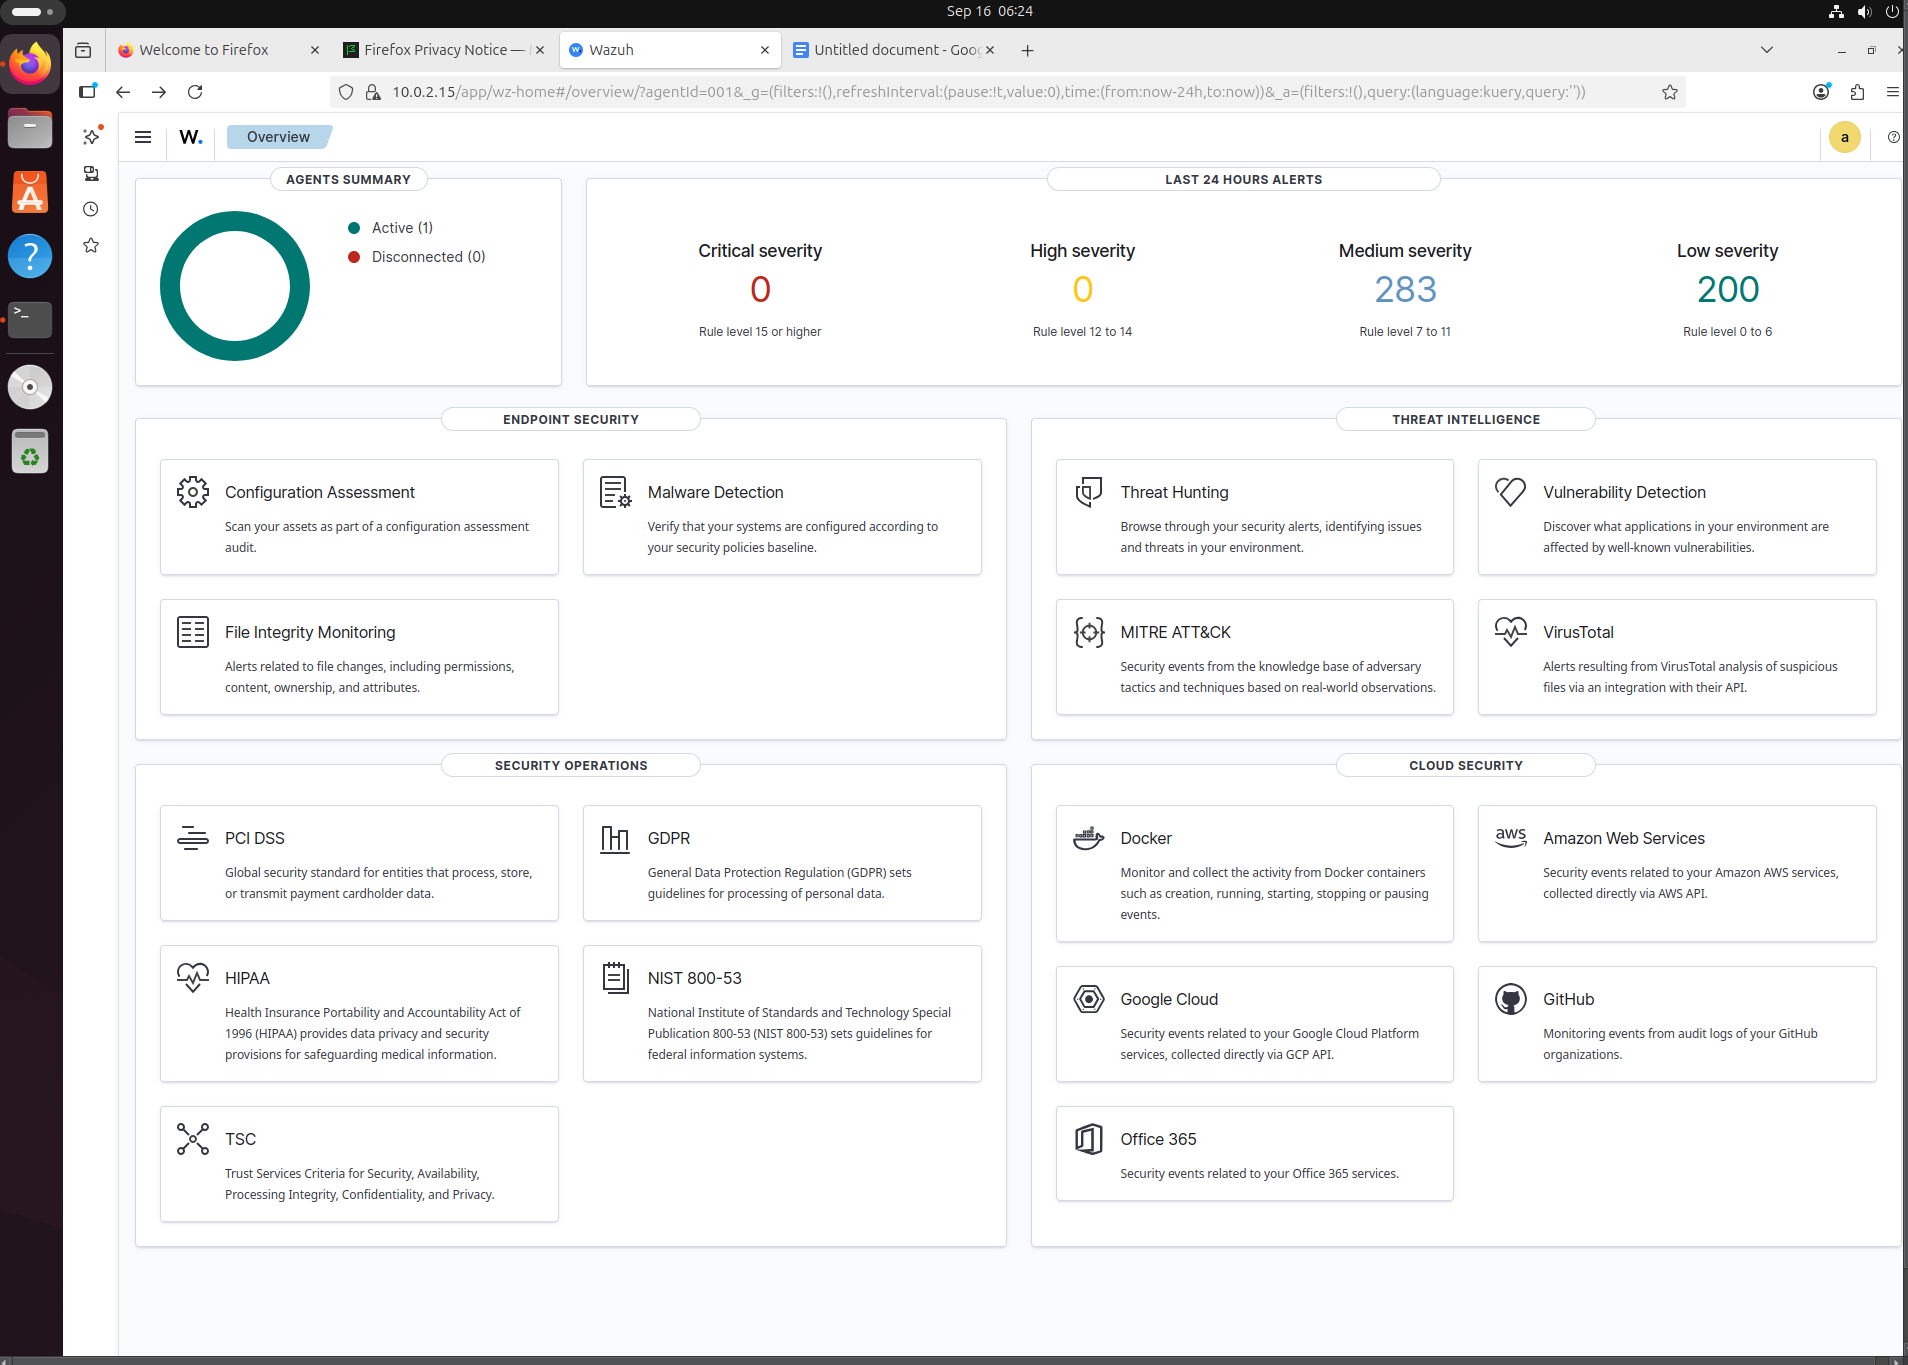 Sep 16 06:24
Welcome to Firefox
Firefox Privacy Notice —
Wazuh
Untitled document - Goo
10.0.2.15/app/wz-home#/overview/?agentId=001&_g=(filters:!(),refreshInterval:(pause:!t,value:0),time:(from:now-24h,to:now))&_a=(filters:!(),query:(language:kuery,query:''))
W.
Overview
a
AGENTS SUMMARY
Active (1)
Disconnected (0)
LAST 24 HOURS ALERTS
Critical severity
0
Rule level 15 or higher
High severity
0
Rule level 12 to 14
Medium severity
283
Rule level 7 to 11
Low severity
200
Rule level 0 to 6
ENDPOINT SECURITY
Configuration Assessment
Scan your assets as part of a configuration assessment
audit.
Malware Detection
Verify that your systems are configured according to
your security policies baseline.
File Integrity Monitoring
Alerts related to file changes, including permissions,
content, ownership, and attributes.
THREAT INTELLIGENCE
Threat Hunting
Browse through your security alerts, identifying issues
and threats in your environment.
Vulnerability Detection
Discover what applications in your environment are
affected by well-known vulnerabilities.
MITRE ATT&CK
Security events from the knowledge base of adversary
tactics and techniques based on real-world observations.
VirusTotal
Alerts resulting from VirusTotal analysis of suspicious
files via an integration with their API.
SECURITY OPERATIONS
PCI DSS
Global security standard for entities that process, store,
or transmit payment cardholder data.
GDPR
General Data Protection Regulation (GDPR) sets
guidelines for processing of personal data.
HIPAA
Health Insurance Portability and Accountability Act of
1996 (HIPAA) provides data privacy and security
provisions for safeguarding medical information.
NIST 800-53
National Institute of Standards and Technology Special
Publication 800-53 (NIST 800-53) sets guidelines for
federal information systems.
TSC
Trust Services Criteria for Security, Availability,
Processing Integrity, Confidentiality, and Privacy.
CLOUD SECURITY
Docker
Monitor and collect the activity from Docker containers
such as creation, running, starting, stopping or pausing
events.
aws
Amazon Web Services
Security events related to your Amazon AWS services,
collected directly via AWS API.
Google Cloud
Security events related to your Google Cloud Platform
services, collected directly via GCP API.
GitHub
Monitoring events from audit logs of your GitHub
organizations.
Office 365
Security events related to your Office 365 services.